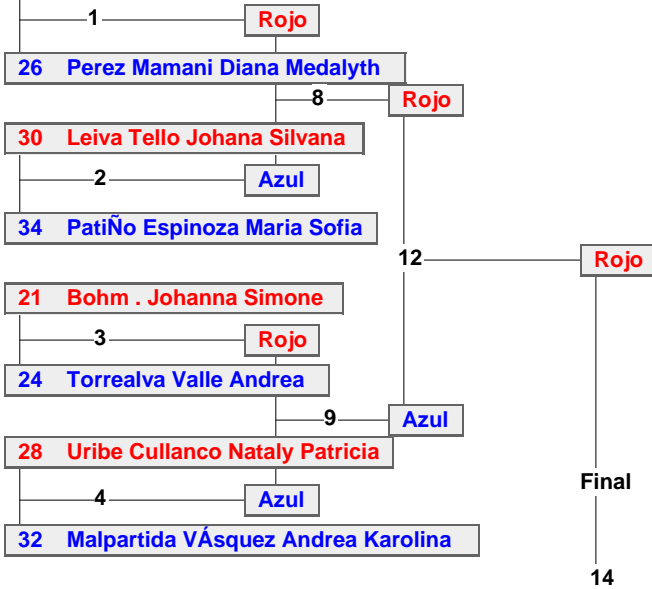 1 Rojo
26 Perez Mamani Diana Medalyth
8 Rojo
30 Leiva Tello Johana Silvana
2 Azul
34 PatiÑo Espinoza Maria Sofia
12 Rojo
21 Bohm . Johanna Simone
3 Rojo
24 Torrealva Valle Andrea
9 Azul
28 Uribe Cullanco Nataly Patricia
Final
4 Azul
32 Malpartida VÁsquez Andrea Karolina
14